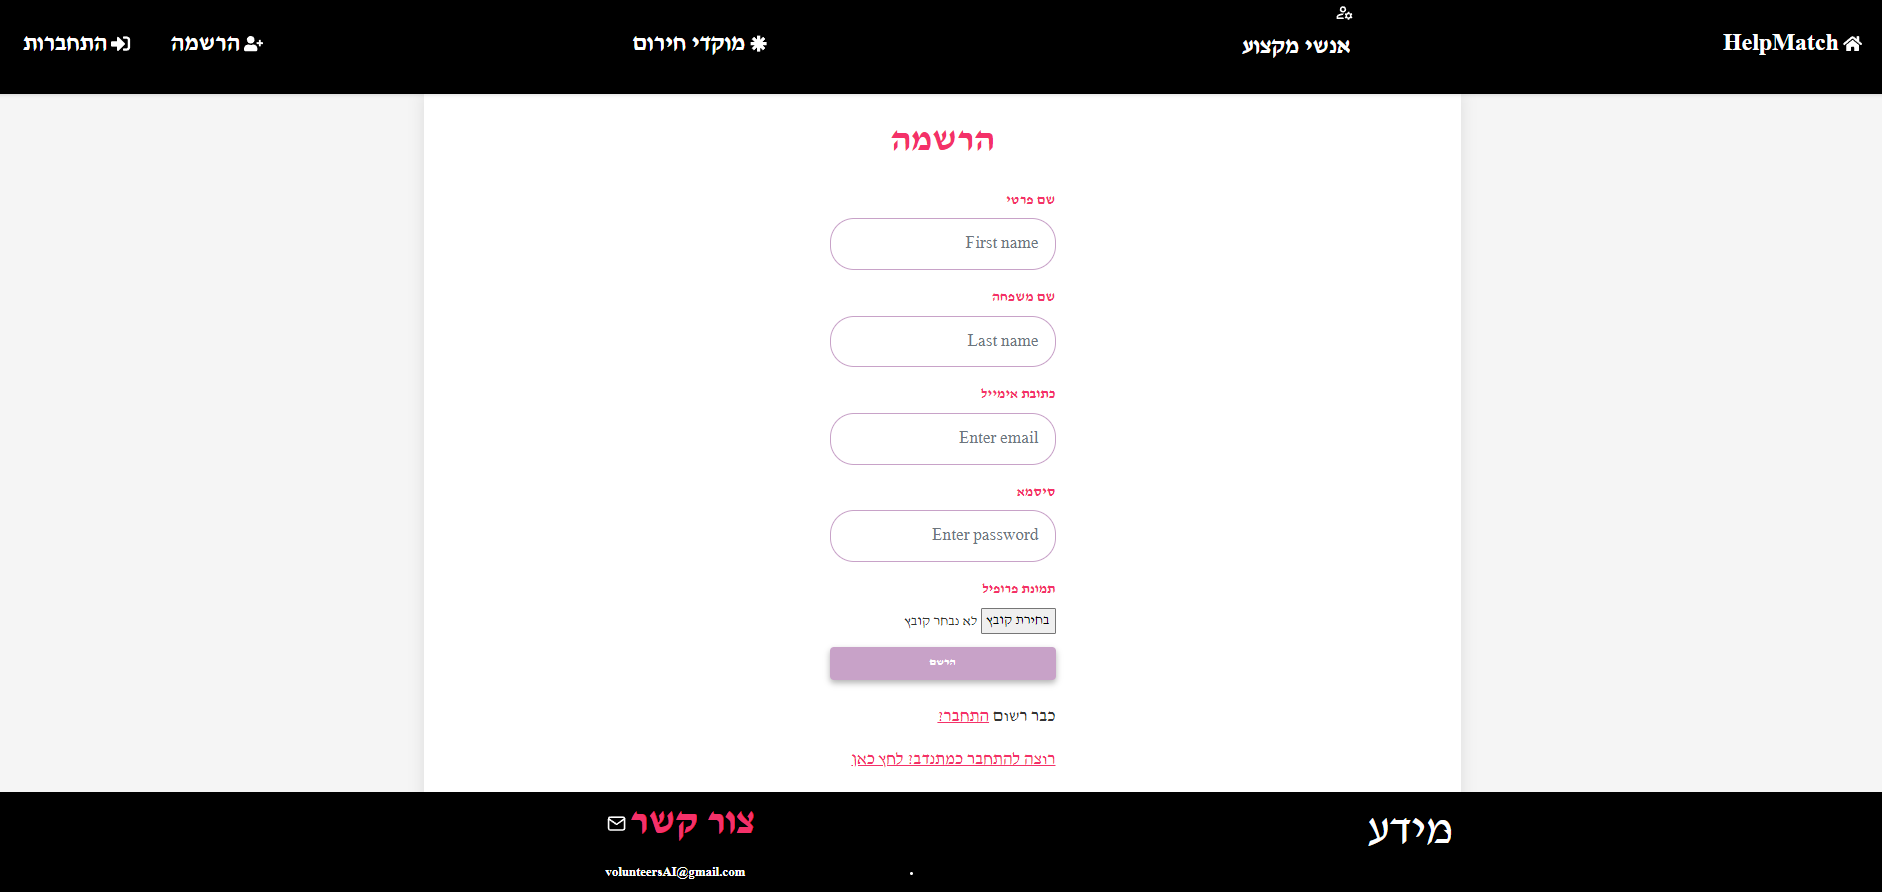 HelpMatch
אנשי מקצוע
מוקדי חירום
הרשמה
התחברות
הרשמה
שם פרטי
First name
שם משפחה
Last name
כתובת אימייל
Enter email
סיסמא
Enter password
תמונת פרופיל
בחירת קובץ לא נבחר קובץ
הרשם
כבר רשום התחבר?
רוצה להתחבר כמתנדב? לחץ כאן
מידע
צור קשר
volunteersAI@gmail.com